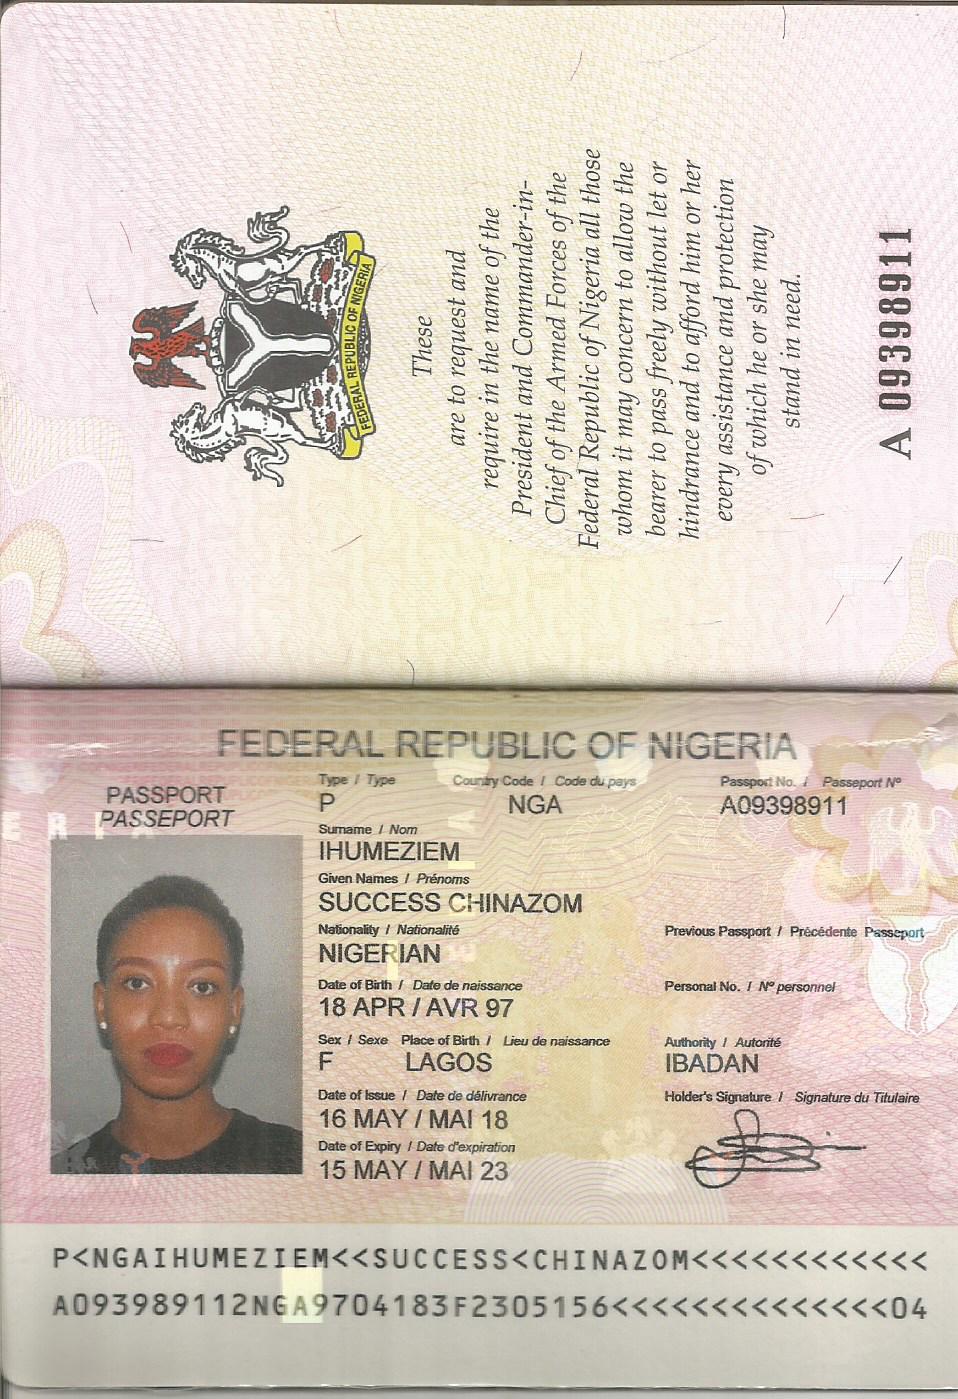 FEDERAL REPUBLIC OF NIGERIA
These
are to request and
require in the name of the
President and Commander-in-
Chief of the Armed Forces of the
Federal Republic of Nigeria all those
whom it may concern to allow the
bearer to pass freely without let or
hindrance and to afford him or her
every assistance and protection
of which he or she may
stand in need.
A 09398911
FEDERAL REPUBLIC OF NIGERIA
PASSPORT
PASSEPORT
Type / Type Country Code / Code du pays Passport No. / Passeport Nº
P NGA A09398911
Surname / Nom
IHUMEZIEM
Given Names / Prénoms
SUCCESS CHINAZOM
Nationality / Nationalité Previous Passport / Précédente Passeport
NIGERIAN
Date of Birth / Date de naissance Personal No. / Nº personnel
18 APR / AVR 97
Sex / Sexe Place of Birth / Lieu de naissance Authority / Autorité
F LAGOS IBADAN
Date of Issue / Date de délivrance Holder's Signature / Signature du Titulaire
16 MAY / MAI 18
Date of Expiry / Date d'expiration
15 MAY / MAI 23
P<NGAIHUMEZIEM<<SUCCESS<CHINAZOM<<<<<<<<<<<<
A093989112NGA9704183F2305156<<<<<<<<<<<<<<04